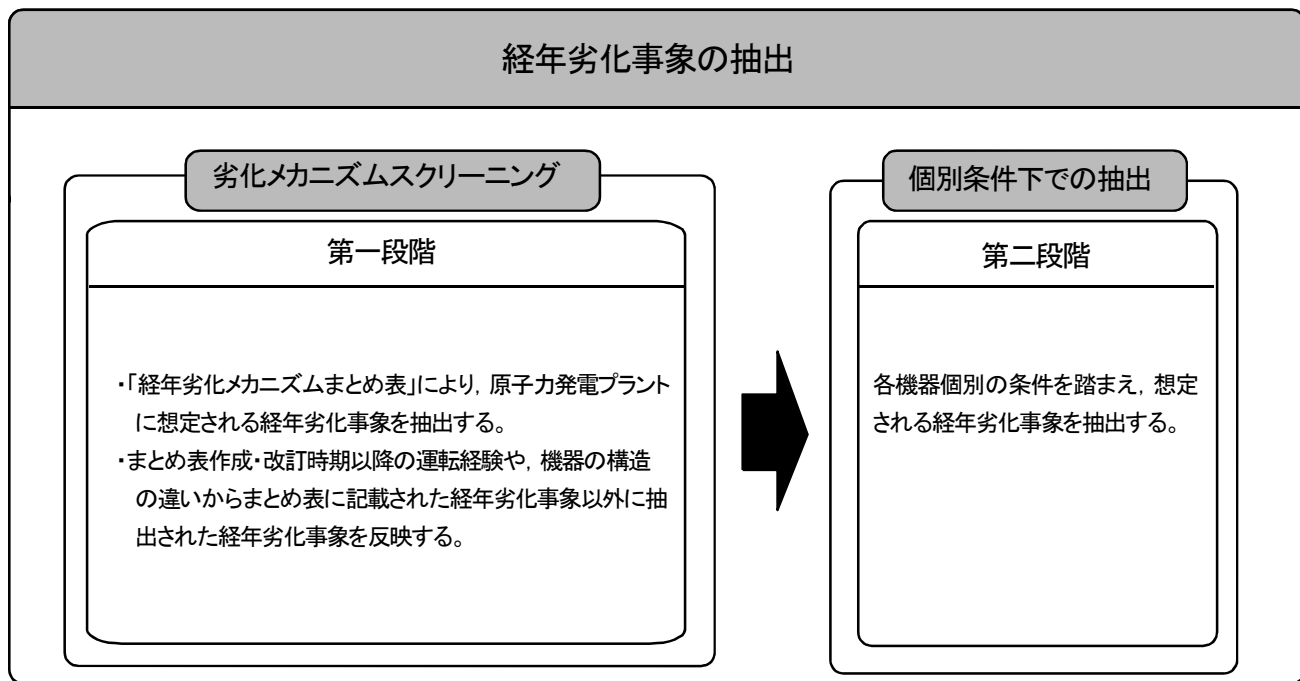 経年劣化事象の抽出
劣化メカニズムスクリーニング
第一段階
・「経年劣化メカニズムまとめ表」により，原子力発電プラント
に想定される経年劣化事象を抽出する。
・まとめ表作成・改訂時期以降の運転経験や，機器の構造
の違いからまとめ表に記載された経年劣化事象以外に抽
出された経年劣化事象を反映する。
個別条件下での抽出
第二段階
各機器個別の条件を踏まえ，想定
される経年劣化事象を抽出する。